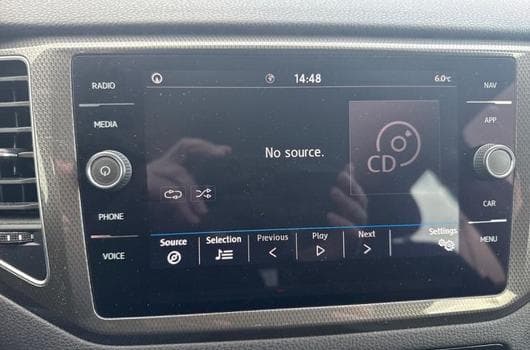 RADIO
14:48
6.0°C
NAV
MEDIA
APP
No source.
CD
PHONE
CAR
VOICE
Source
Selection
Previous
Play
Next
Settings
MENU